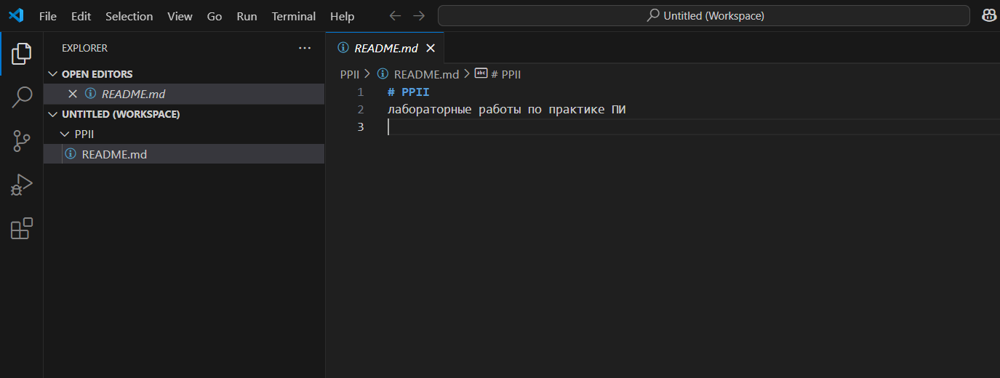 File Edit Selection View Go Run Terminal Help
Untitled (Workspace)
EXPLORER
OPEN EDITORS
README.md
UNTITLED (WORKSPACE)
PPII
README.md
README.md
PPII > README.md > abc # PPII
1 # PPII
2 лабораторные работы по практике ПИ
3